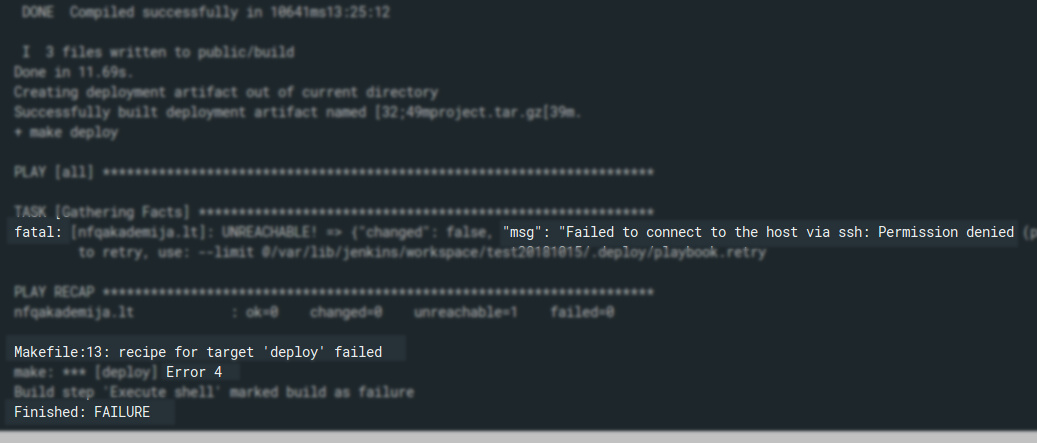 DONE  Compiled successfully in 10641ms13:25:12
I  3 files written to public/build
Done in 11.69s.
Creating deployment artifact out of current directory
Successfully built deployment artifact named [32;49mproject.tar.gz[39m.
+ make deploy
PLAY [all] *********************************************************************
TASK [Gathering Facts] *********************************************************
fatal: [nfqakademija.lt]: UNREACHABLE! => {"changed": false, "msg": "Failed to connect to the host via ssh: Permission denied (p
to retry, use: --limit @/var/lib/jenkins/workspace/test20181015/.deploy/playbook.retry
PLAY RECAP *********************************************************************
nfqakademija.lt            : ok=0    changed=0    unreachable=1    failed=0
Makefile:13: recipe for target 'deploy' failed
make: *** [deploy] Error 4
Build step 'Execute shell' marked build as failure
Finished: FAILURE